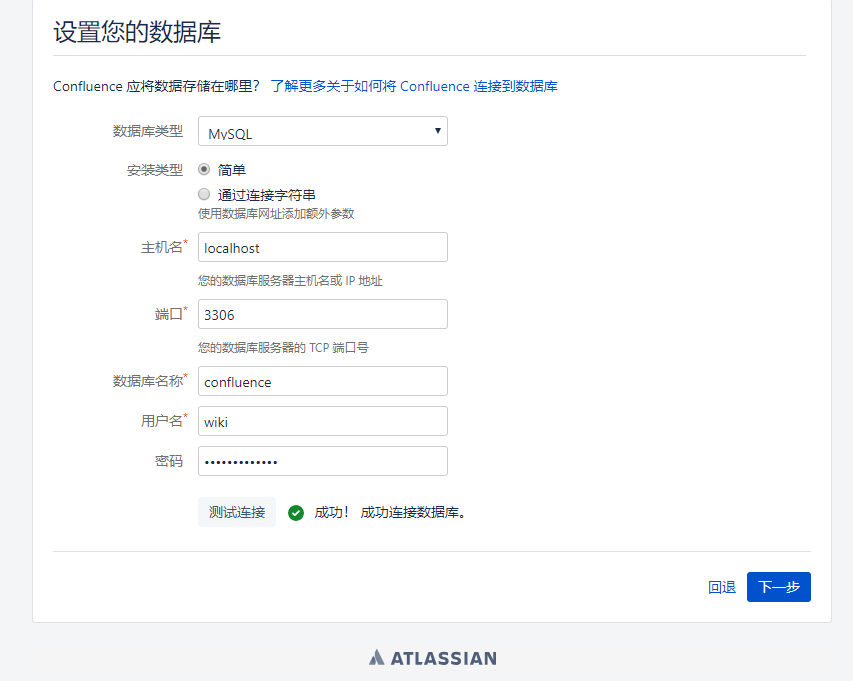 设置您的数据库
Confluence 应将数据存储在哪里？ 了解更多关于如何将 Confluence 连接到数据库
数据库类型 MySQL
安装类型 简单
通过连接字符串
使用数据库网址添加额外参数
主机名* localhost
您的数据库服务器主机名或 IP 地址
端口* 3306
您的数据库服务器的 TCP 端口号
数据库名称* confluence
用户名* wiki
密码 •••••••••••••
测试连接 成功！ 成功连接数据库。
回退 下一步
ATLASSIAN